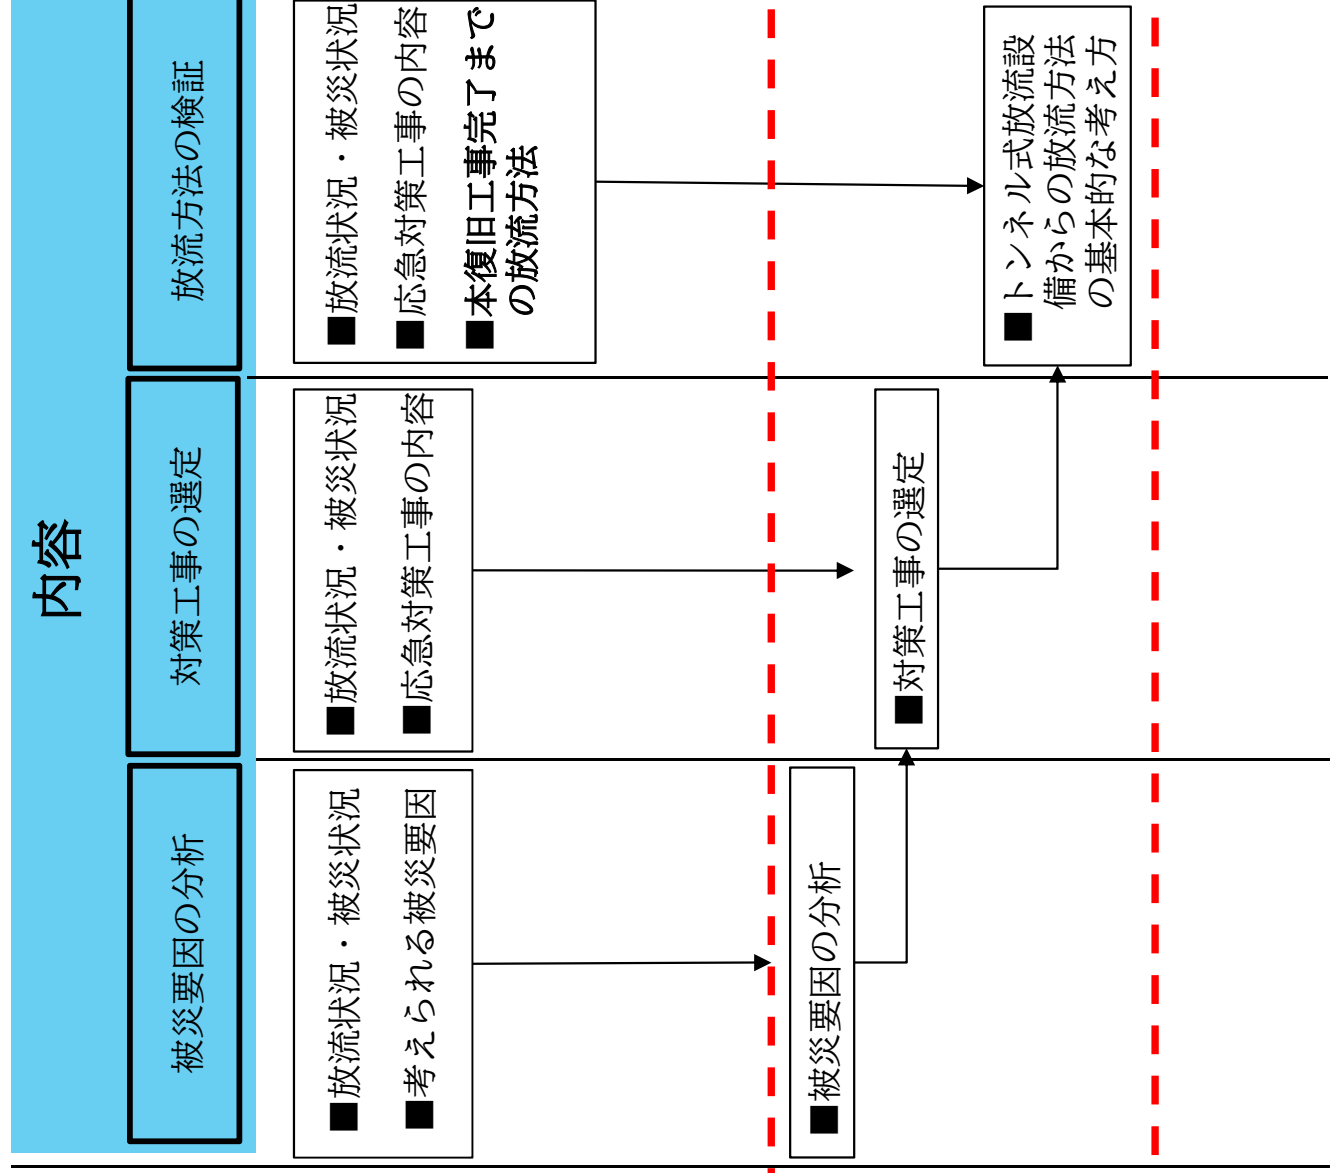 内容
被災要因の分析
対策工事の選定
放流方法の検証
■放流状況・被災状況
■考えられる被災要因
■放流状況・被災状況
■応急対策工事の内容
■放流状況・被災状況
■応急対策工事の内容
■本復旧工事完了まで
の放流方法
■被災要因の分析
■対策工事の選定
■トンネル式放流設
備からの放流方法
の基本的な考え方